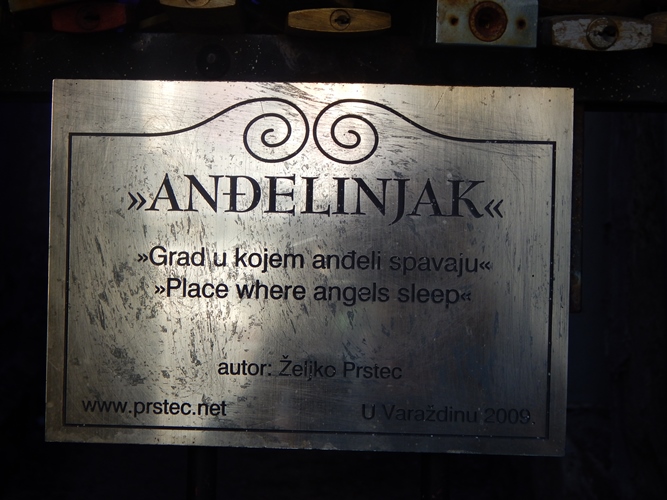 »ANĐELINJAK«
»Grad u kojem anđeli spavaju«
»Place where angels sleep«
autor: Željko Prstec
www.prstec.net
U Varaždinu 2009.